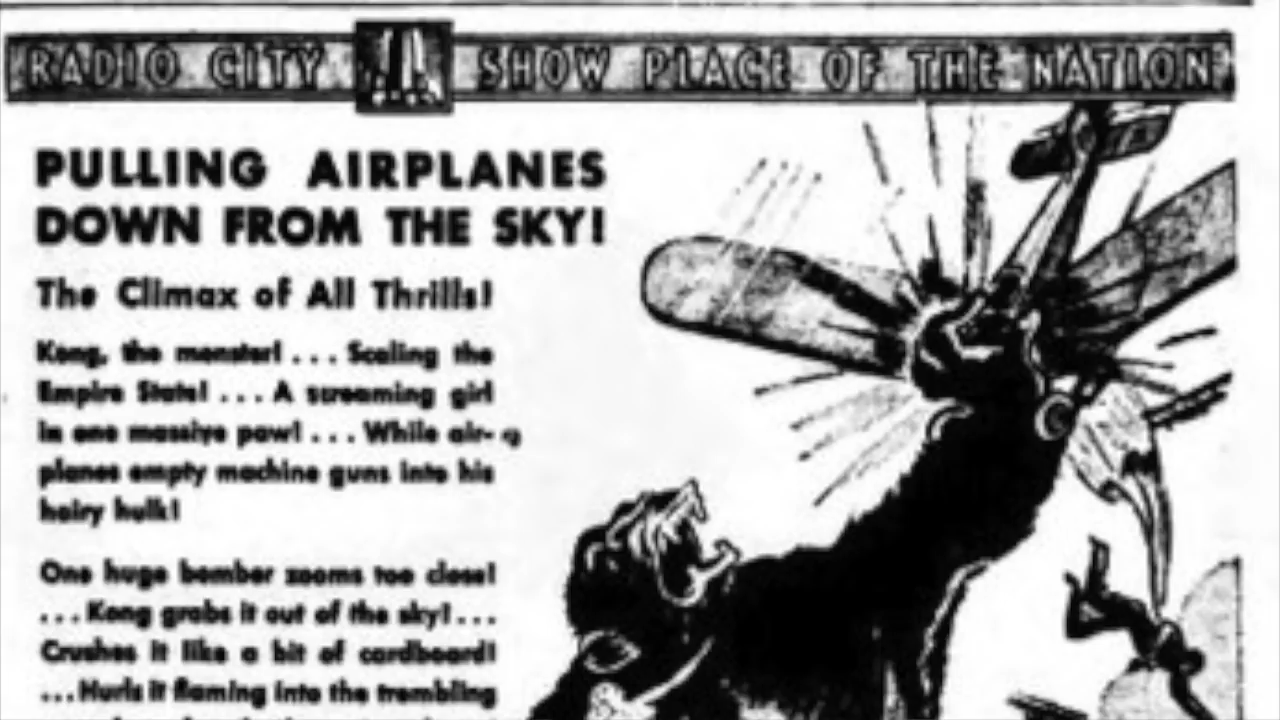 RADIO CITY SHOW PLACE OF THE NATION
PULLING AIRPLANES
DOWN FROM THE SKY!
The Climax of All Thrills!
Kong, the monster! ... Scaling the
Empire State! ... A screaming girl
in one massive paw! ... While air-
planes empty machine guns into his
hairy hulk!
One huge bomber zooms too close!
... Kong grabs it out of the sky! ...
Crushes it like a bit of cardboard!
... Hurls it flaming into the trembling